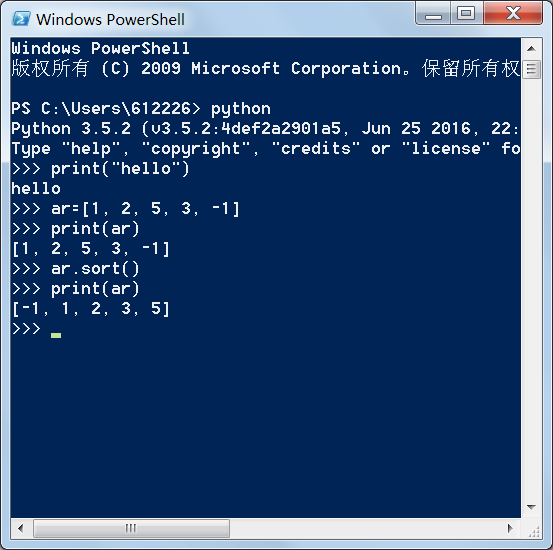 Windows PowerShell
Windows PowerShell
版权所有 (C) 2009 Microsoft Corporation。保留所有权
PS C:\Users\612226> python
Python 3.5.2 (v3.5.2:4def2a2901a5, Jun 25 2016, 22:
Type "help", "copyright", "credits" or "license" fo
>>> print("hello")
hello
>>> ar=[1, 2, 5, 3, -1]
>>> print(ar)
[1, 2, 5, 3, -1]
>>> ar.sort()
>>> print(ar)
[-1, 1, 2, 3, 5]
>>>